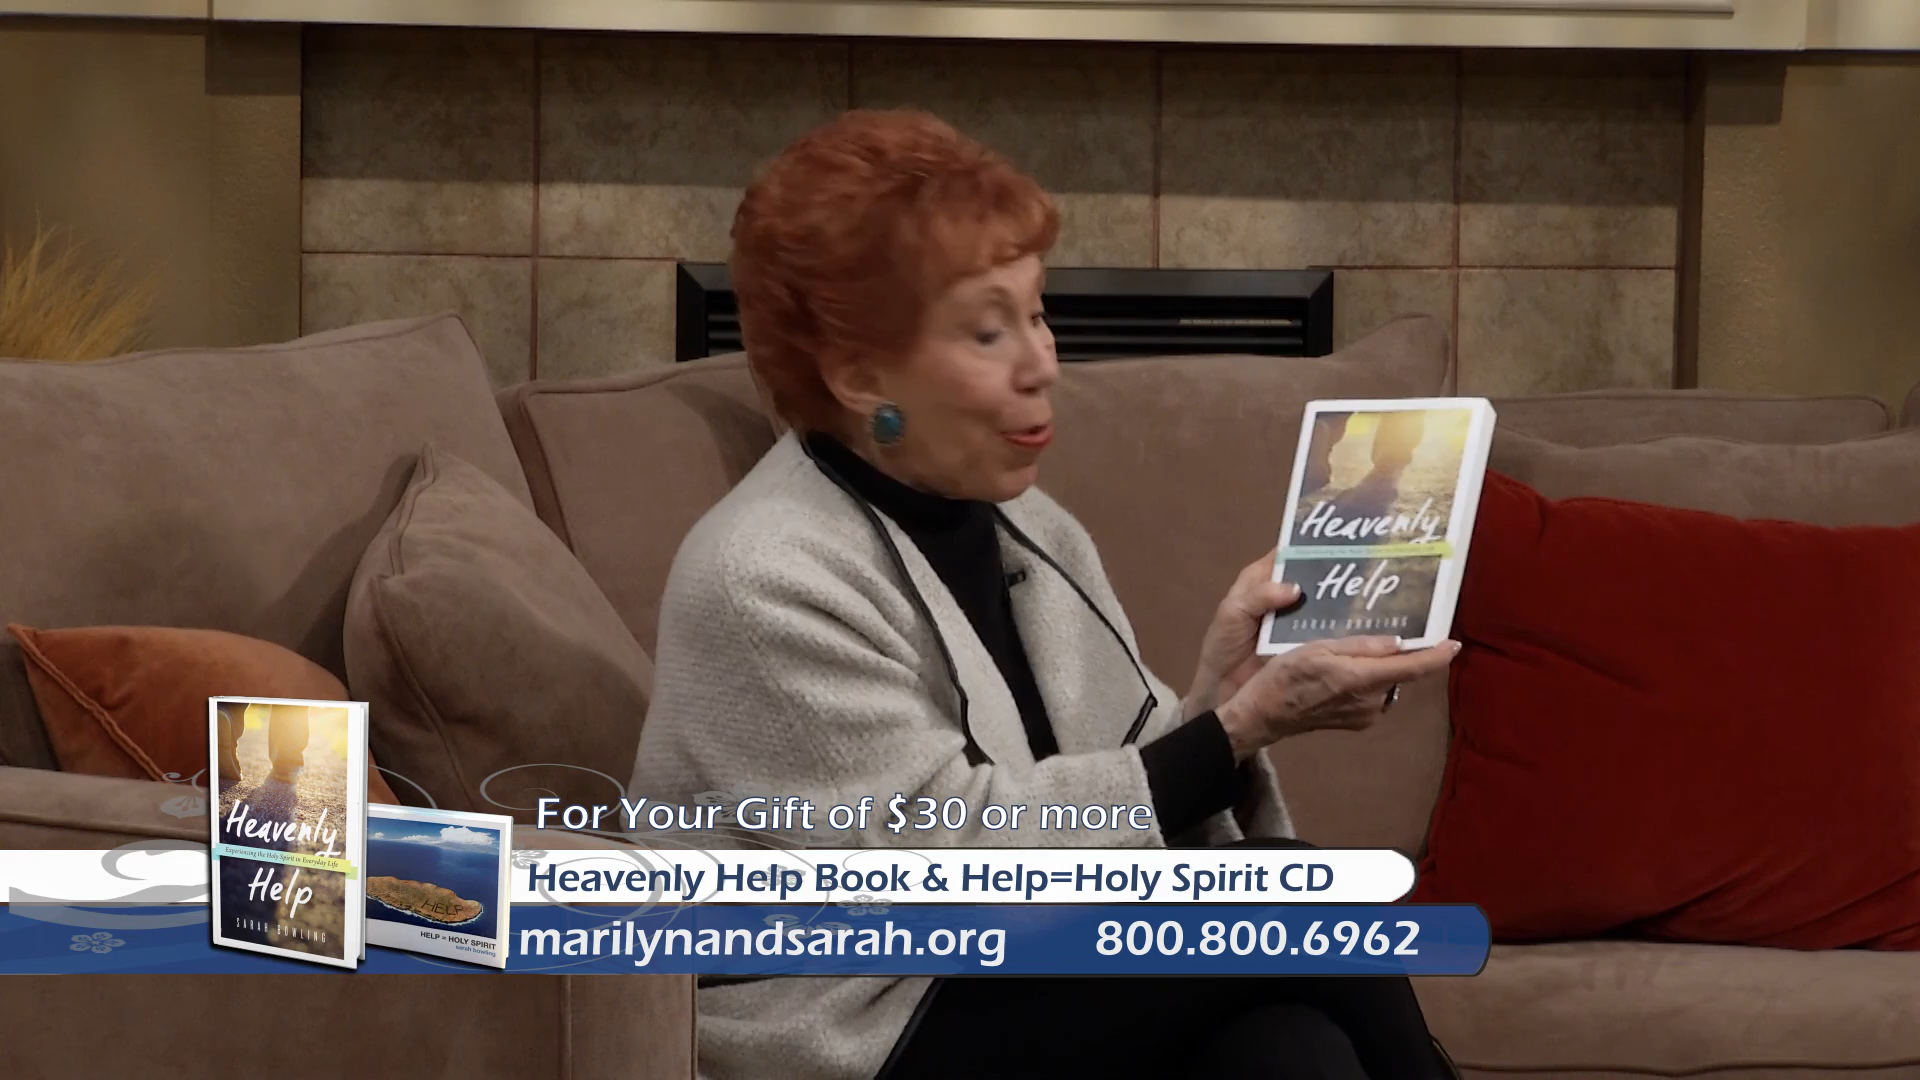 Heavenly
Help
SARAH BOWLING
For Your Gift of $30 or more
Heavenly Help Book & Help=Holy Spirit CD
marilynandsarah.org 800.800.6962
Heavenly
Experiencing the Holy Spirit in Everyday Life
Help
SARAH BOWLING
HELP
HELP = HOLY SPIRIT
sarah bowling